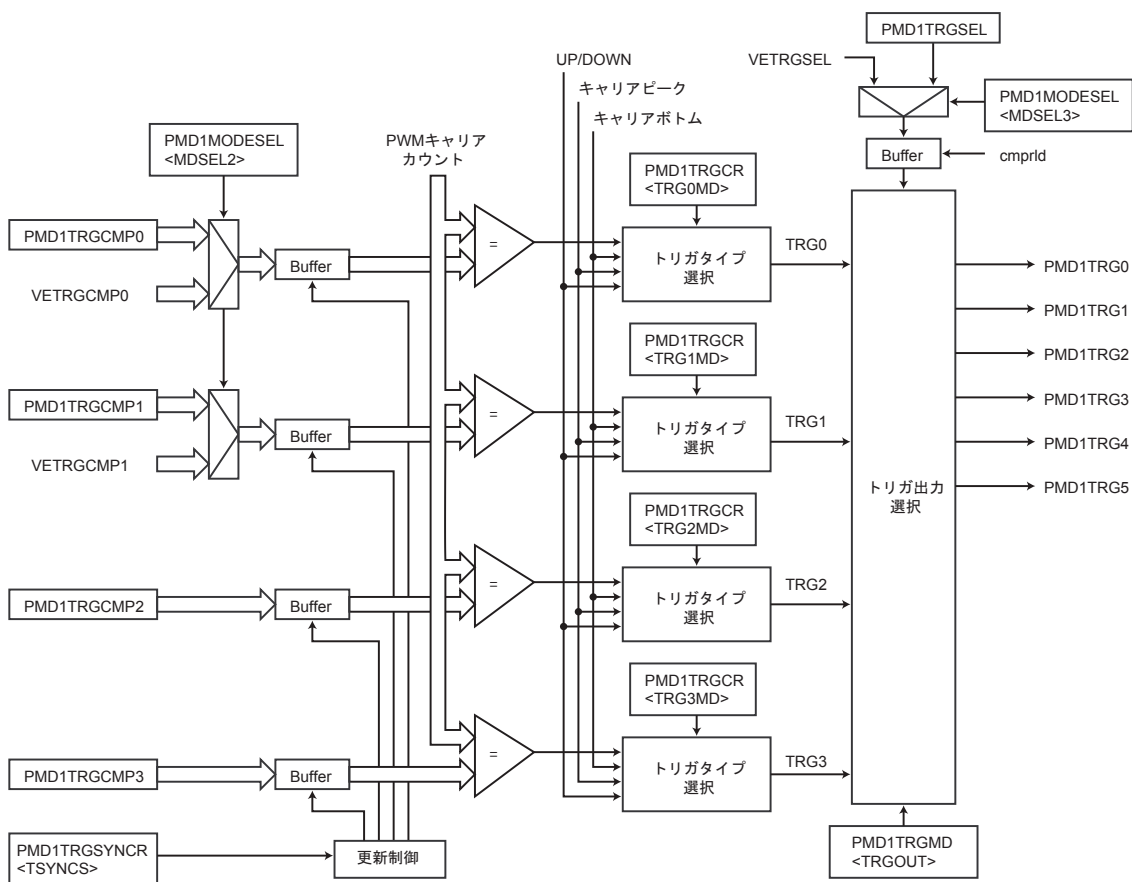 PMD1TRGSEL
UP/DOWN
VETRGSEL
キャリアピーク
PMD1MODESEL
<MDSEL3>
キャリアボトム
PMD1MODESEL
<MDSEL2>
PWMキャリア
カウント
Buffer
cmprld
PMD1TRGCR
<TRG0MD>
PMD1TRGCMP0
=
トリガタイプ
選択
TRG0
Buffer
VETRGCMP0
PMD1TRG0
PMD1TRG1
PMD1TRG2
PMD1TRG3
PMD1TRG4
PMD1TRG5
PMD1TRGCR
<TRG1MD>
PMD1TRGCMP1
=
トリガタイプ
選択
TRG1
Buffer
VETRGCMP1
トリガ出力
選択
PMD1TRGCR
<TRG2MD>
PMD1TRGCMP2
Buffer
=
トリガタイプ
選択
TRG2
PMD1TRGCR
<TRG3MD>
PMD1TRGCMP3
Buffer
=
トリガタイプ
選択
TRG3
PMD1TRGSYNCR
<TSYNCS>
更新制御
PMD1TRGMD
<TRGOUT>